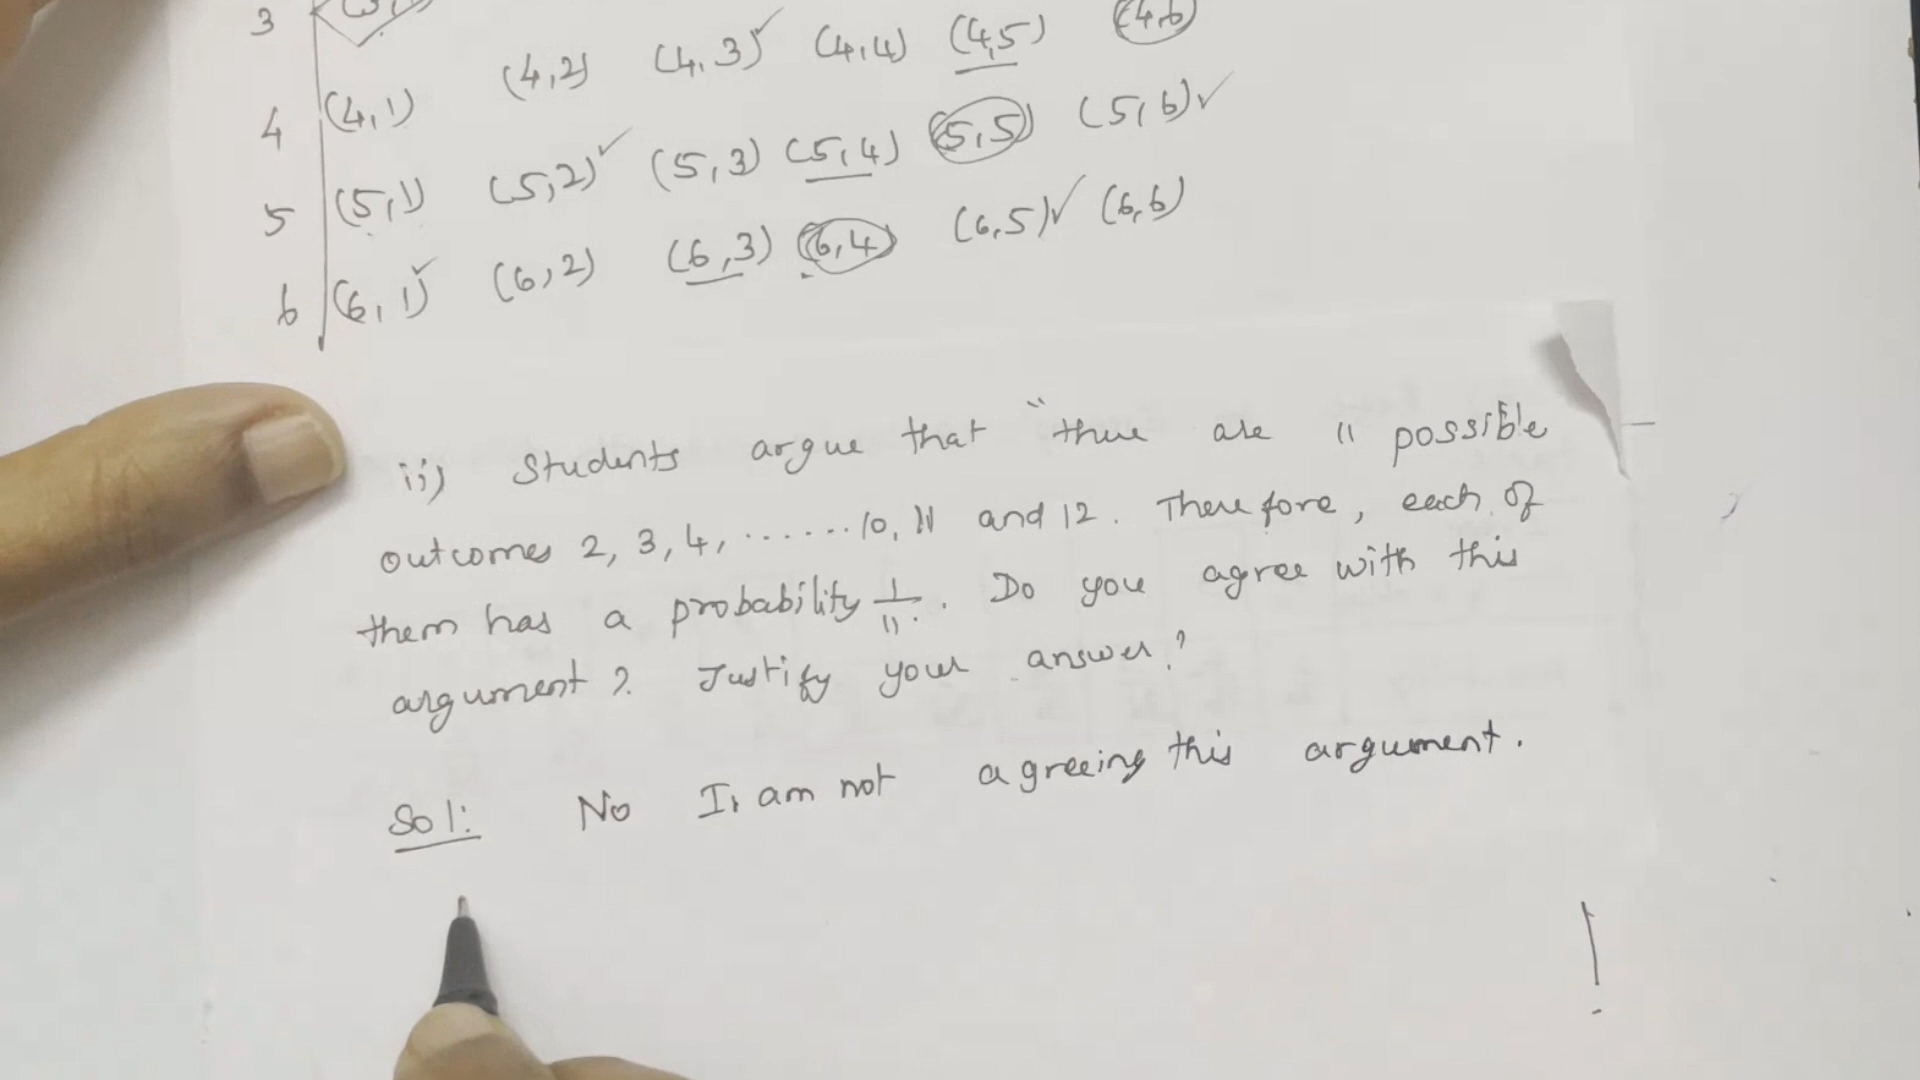 3
4 (4,1) (4,2) (4,3)✓ (4,4) (4,5) (4,6)
5 (5,1) (5,2)✓ (5,3) (5,4) (5,5) (5,6)✓
6 (6,1)✓ (6,2) (6,3) (6,4) (6,5)✓ (6,6)
ii) Students argue that "there are 11 possible
outcomes 2, 3, 4, ...... 10, 11 and 12. Therefore, each of
them has a probability 1/11. Do you agree with this
argument? Justify your answer?
Sol: No I, am not agreeing this argument.